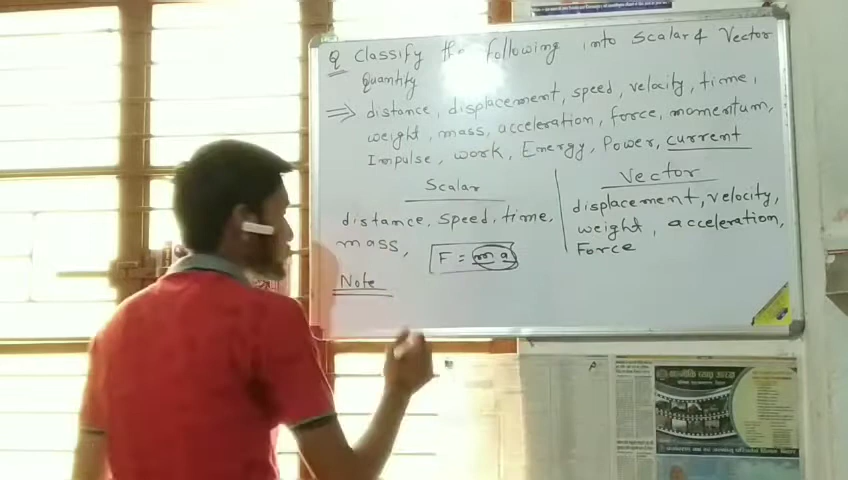 Q Classify the following into Scalar & Vector
Quantity
⇒ distance, displacement, speed, velocity, time,
weight, mass, acceleration, force, momentum,
Impulse, work, Energy, Power, current
Scalar
distance, speed, time,
mass,
F = m a
Note
Vector
displacement, velocity,
weight, acceleration,
Force